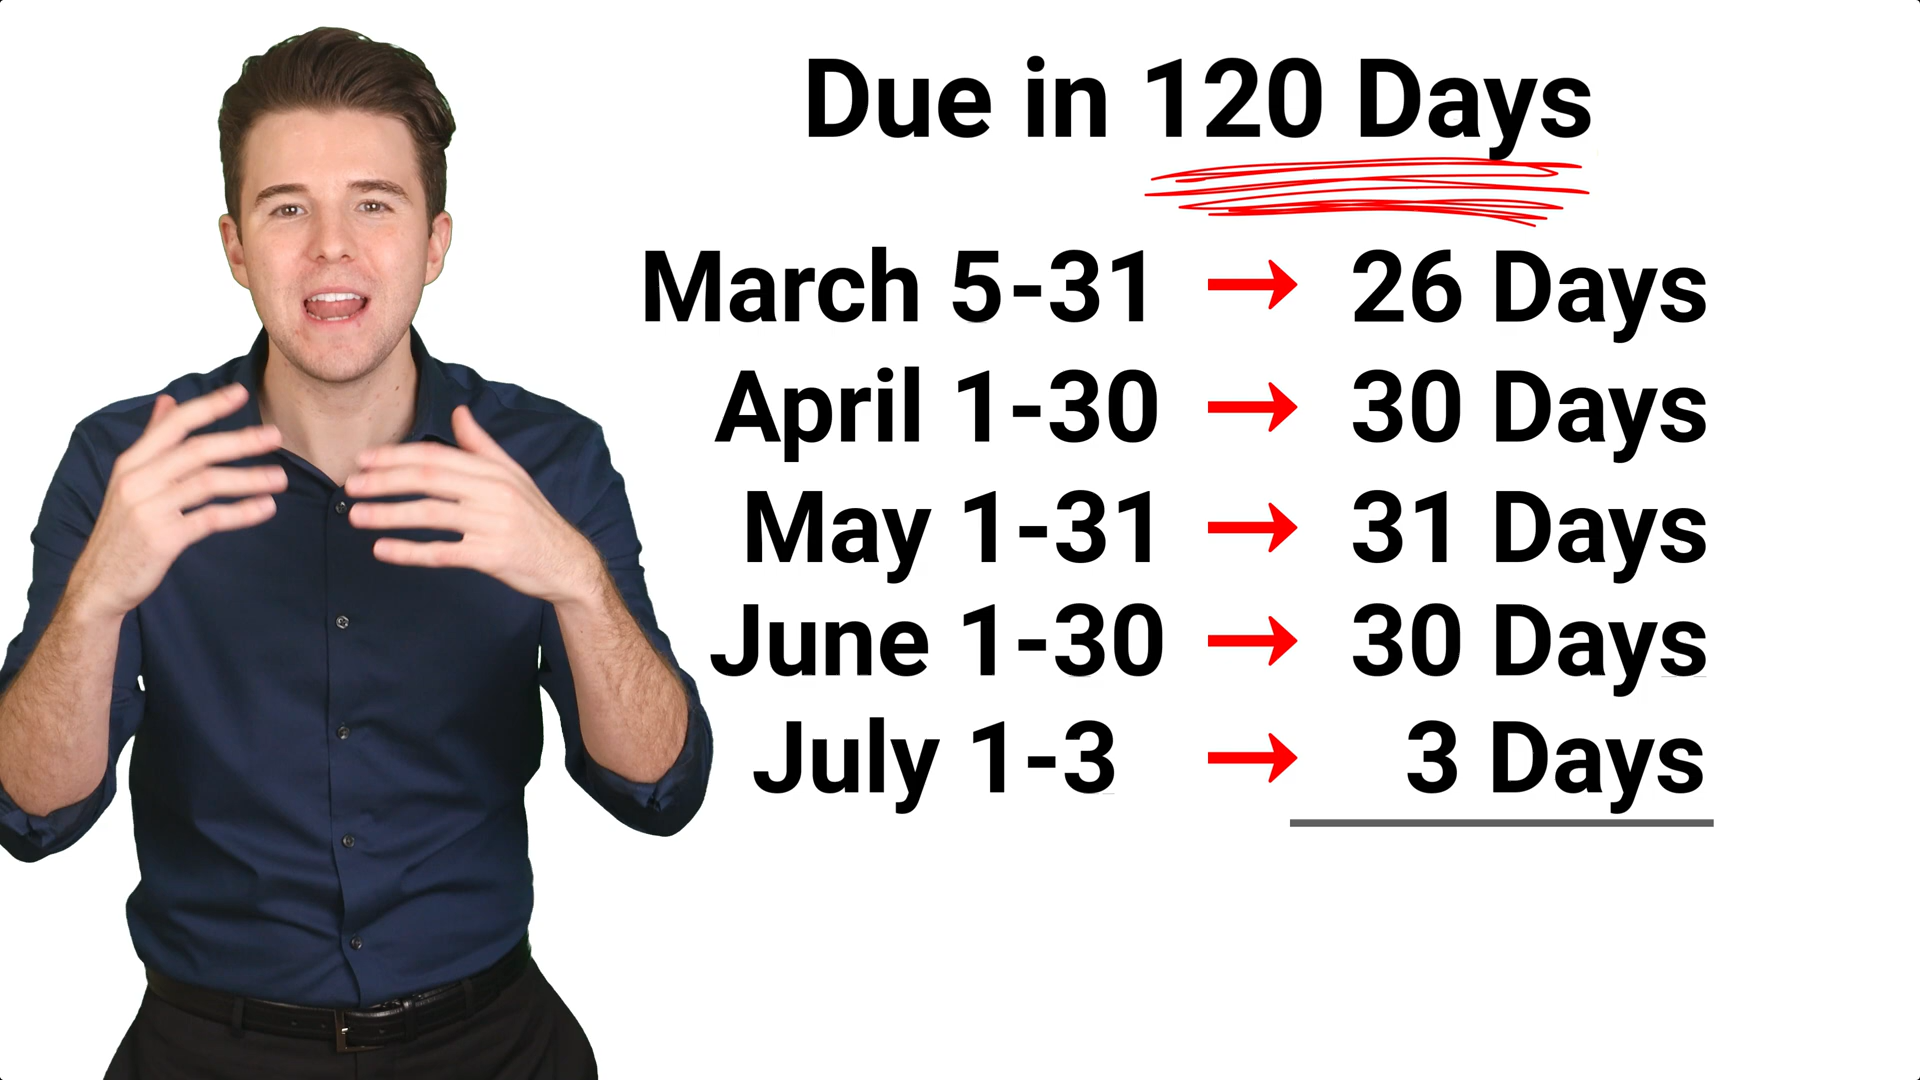 Due in 120 Days
March 5-31 → 26 Days
April 1-30 → 30 Days
May 1-31 → 31 Days
June 1-30 → 30 Days
July 1-3 → 3 Days